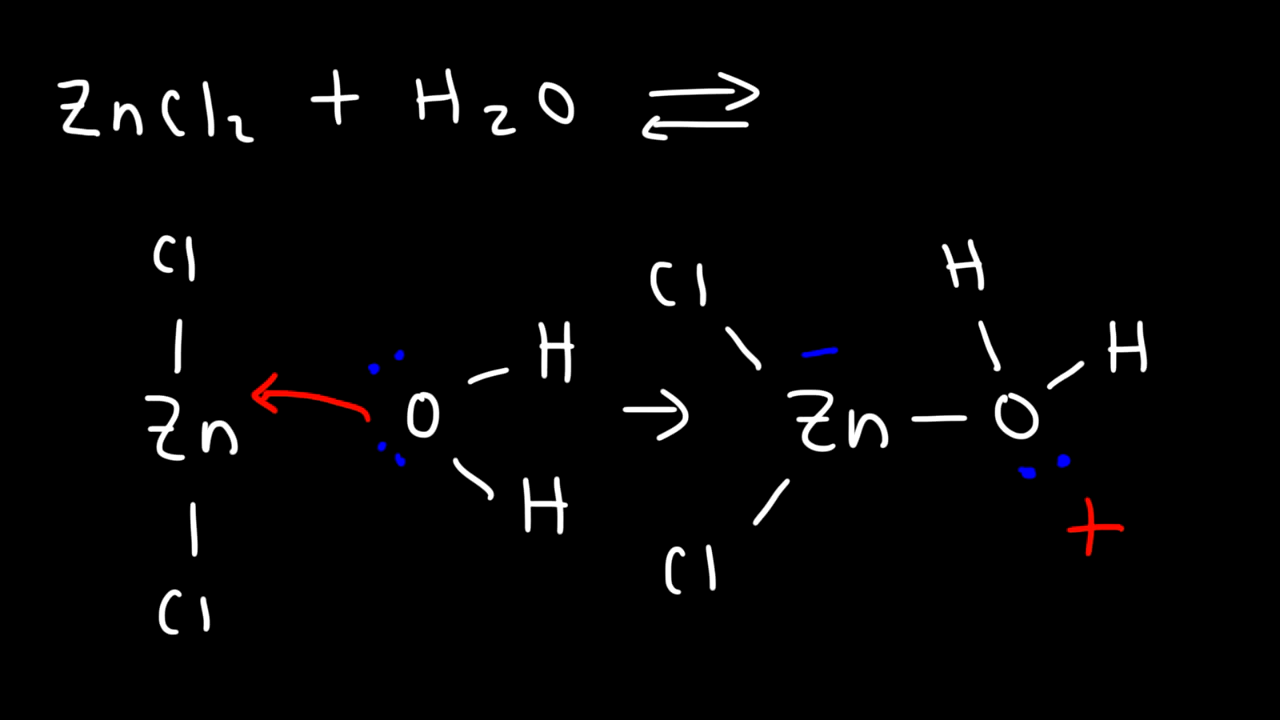 ZnCl₂ + H₂O ⇌
Cl Cl H
Zn O H → Zn − O H
H
Cl Cl
− +